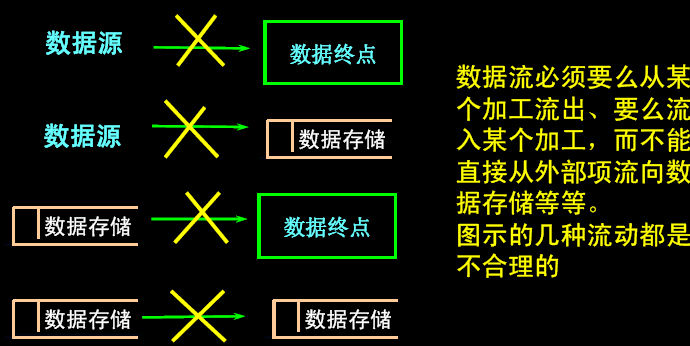 数据源
数据终点
数据源
数据存储
数据存储
数据终点
数据存储
数据存储
数据流必须要么从某
个加工流出、要么流
入某个加工，而不能
直接从外部项流向数
据存储等等。
图示的几种流动都是
不合理的